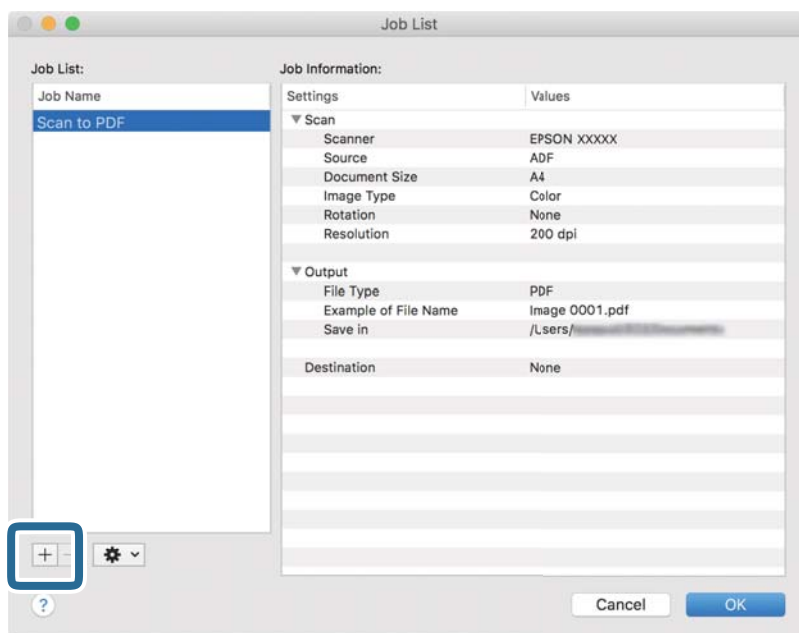 Job List
Job List:
Job Information:
Job Name
Scan to PDF
Settings Values
Scan
Scanner EPSON XXXXX
Source ADF
Document Size A4
Image Type Color
Rotation None
Resolution 200 dpi
Output
File Type PDF
Example of File Name Image 0001.pdf
Save in /Users/
Destination None
+ -
?
Cancel
OK